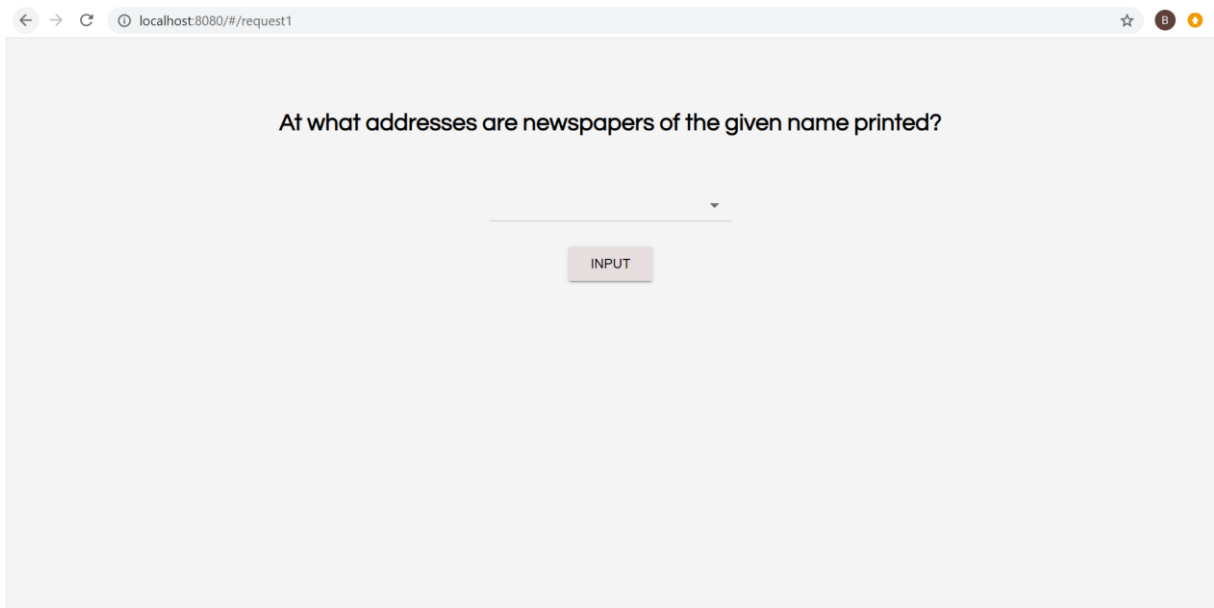 localhost:8080/#/request1
B
At what addresses are newspapers of the given name printed?
INPUT